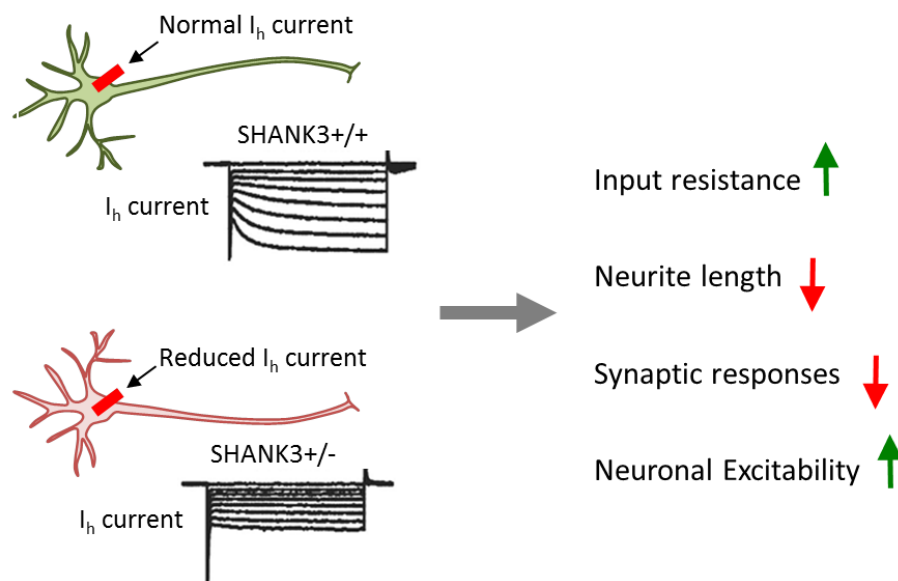 Normal Iₕ current
SHANK3+/+
Iₕ current
Reduced Iₕ current
SHANK3+/-
Iₕ current
Input resistance
Neurite length
Synaptic responses
Neuronal Excitability